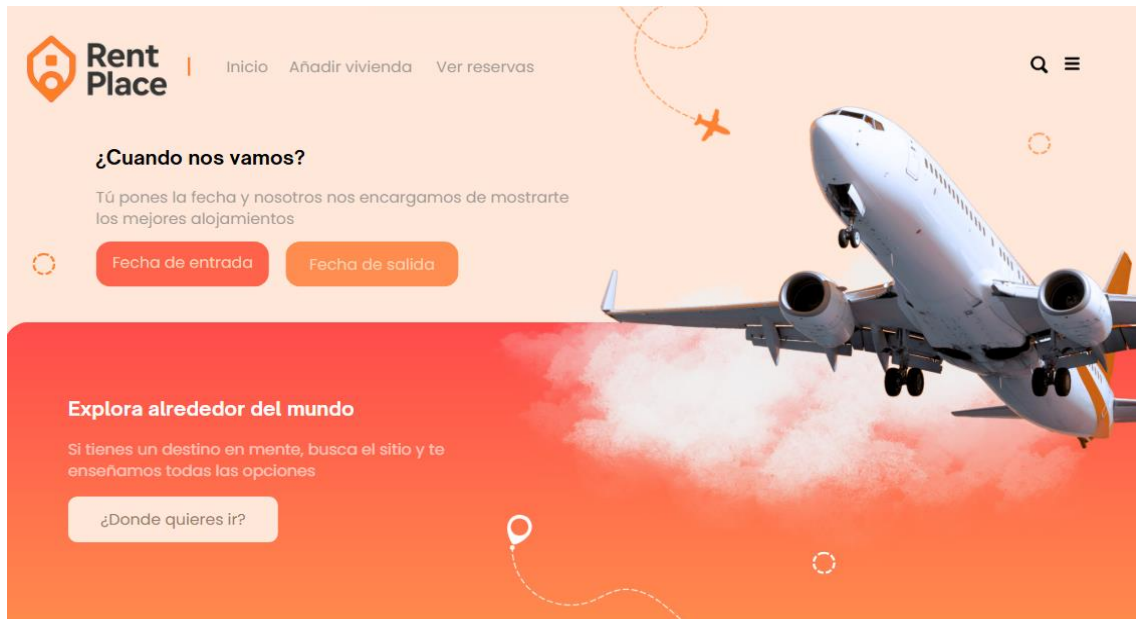 Rent
Place
Inicio Añadir vivienda Ver reservas
¿Cuando nos vamos?
Tú pones la fecha y nosotros nos encargamos de mostrarte
los mejores alojamientos
Fecha de entrada Fecha de salida
Explora alrededor del mundo
Si tienes un destino en mente, busca el sitio y te
enseñamos todas las opciones
¿Donde quieres ir?